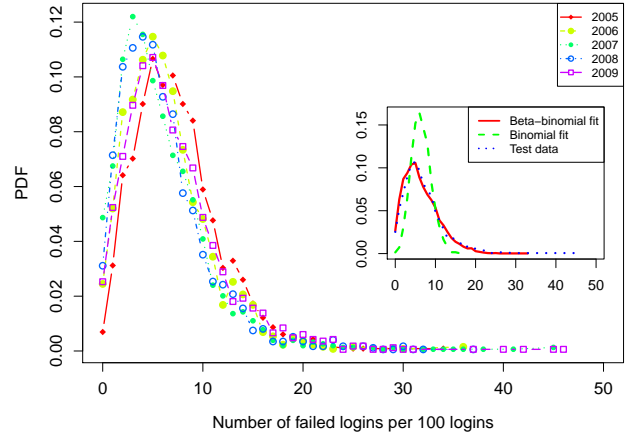 2005
2006
2007
2008
2009
PDF
0.12
0.10
0.08
0.06
0.04
0.02
0.00
0 10 20 30 40 50
Number of failed logins per 100 logins
Beta−binomial fit
Binomial fit
Test data
0.15
0.10
0.05
0.00
0 10 20 30 40 50